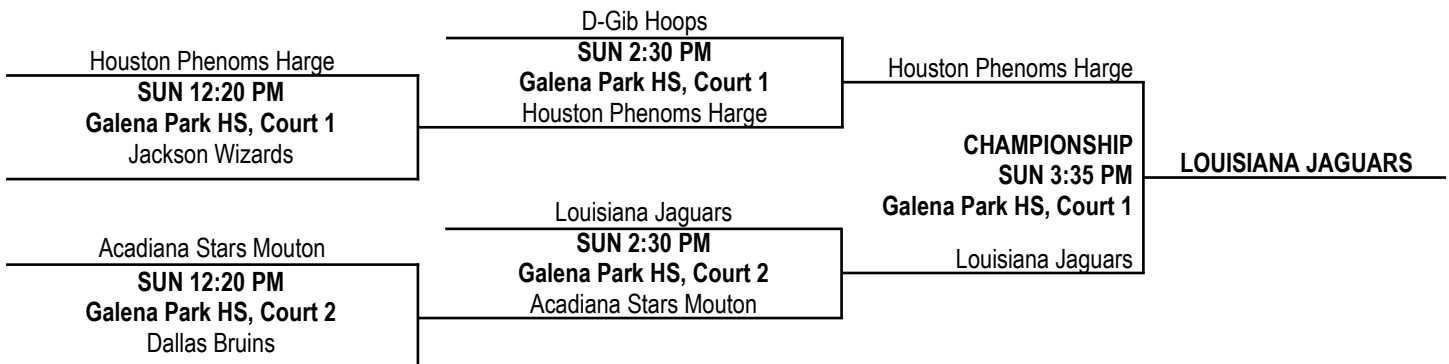 D-Gib Hoops
Houston Phenoms Harge
SUN 2:30 PM
Houston Phenoms Harge
SUN 12:20 PM
Galena Park HS, Court 1
Galena Park HS, Court 1
Houston Phenoms Harge
Jackson Wizards
CHAMPIONSHIP
LOUISIANA JAGUARS
SUN 3:35 PM
Galena Park HS, Court 1
Louisiana Jaguars
Acadiana Stars Mouton
SUN 2:30 PM
Louisiana Jaguars
SUN 12:20 PM
Galena Park HS, Court 2
Galena Park HS, Court 2
Acadiana Stars Mouton
Dallas Bruins